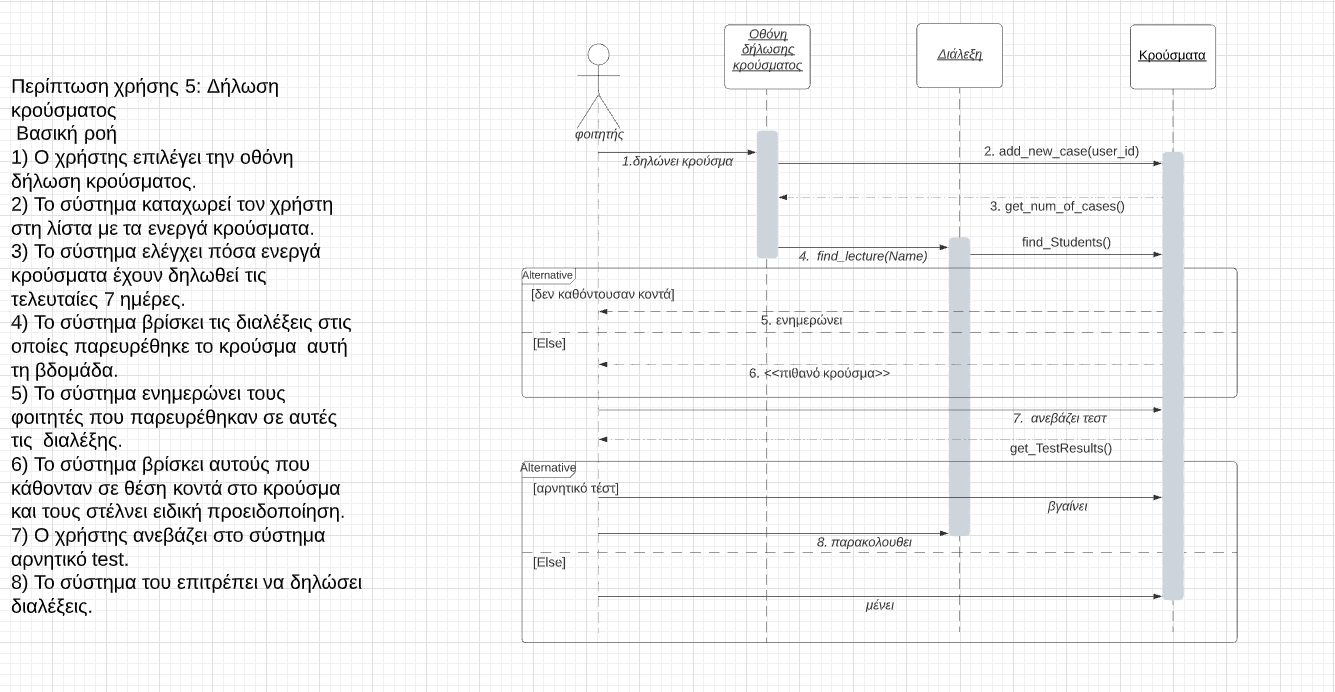 Περίπτωση χρήσης 5: Δήλωση
κρούσματος
Βασική ροή
1) Ο χρήστης επιλέγει την οθόνη
δήλωση κρούσματος.
2) Το σύστημα καταχωρεί τον χρήστη
στη λίστα με τα ενεργά κρούσματα.
3) Το σύστημα ελέγχει πόσα ενεργά
κρούσματα έχουν δηλωθεί τις
τελευταίες 7 ημέρες.
4) Το σύστημα βρίσκει τις διαλέξεις στις
οποίες παρευρέθηκε το κρούσμα αυτή
τη βδομάδα.
5) Το σύστημα ενημερώνει τους
φοιτητές που παρευρέθηκαν σε αυτές
τις διαλέξης.
6) Το σύστημα βρίσκει αυτούς που
κάθονταν σε θέση κοντά στο κρούσμα
και τους στέλνει ειδική προειδοποίηση.
7) Ο χρήστης ανεβάζει στο σύστημα
αρνητικό test.
8) Το σύστημα του επιτρέπει να δηλώσει
διαλέξεις.
φοιτητής
Οθόνη
δήλωσης
κρούσματος
Διάλεξη
Κρούσματα
1.δηλώνει κρούσμα
2. add_new_case(user_id)
3. get_num_of_cases()
4. find_lecture(Name)
find_Students()
Alternative
[δεν καθόντουσαν κοντά]
5. ενημερώνει
[Else]
6. <<πιθανό κρούσμα>>
7. ανεβάζει τεστ
get_TestResults()
Alternative
[αρνητικό τέστ]
βγαίνει
8. παρακολουθει
[Else]
μένει